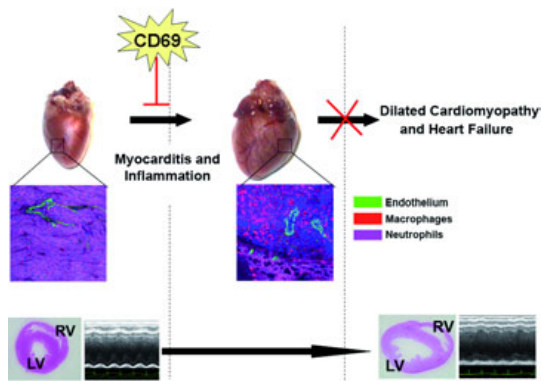 CD69
Dilated Cardiomyopathy
and Heart Failure
Myocarditis and
Inflammation
Endothelium
Macrophages
Neutrophils
RV
LV
RV
LV